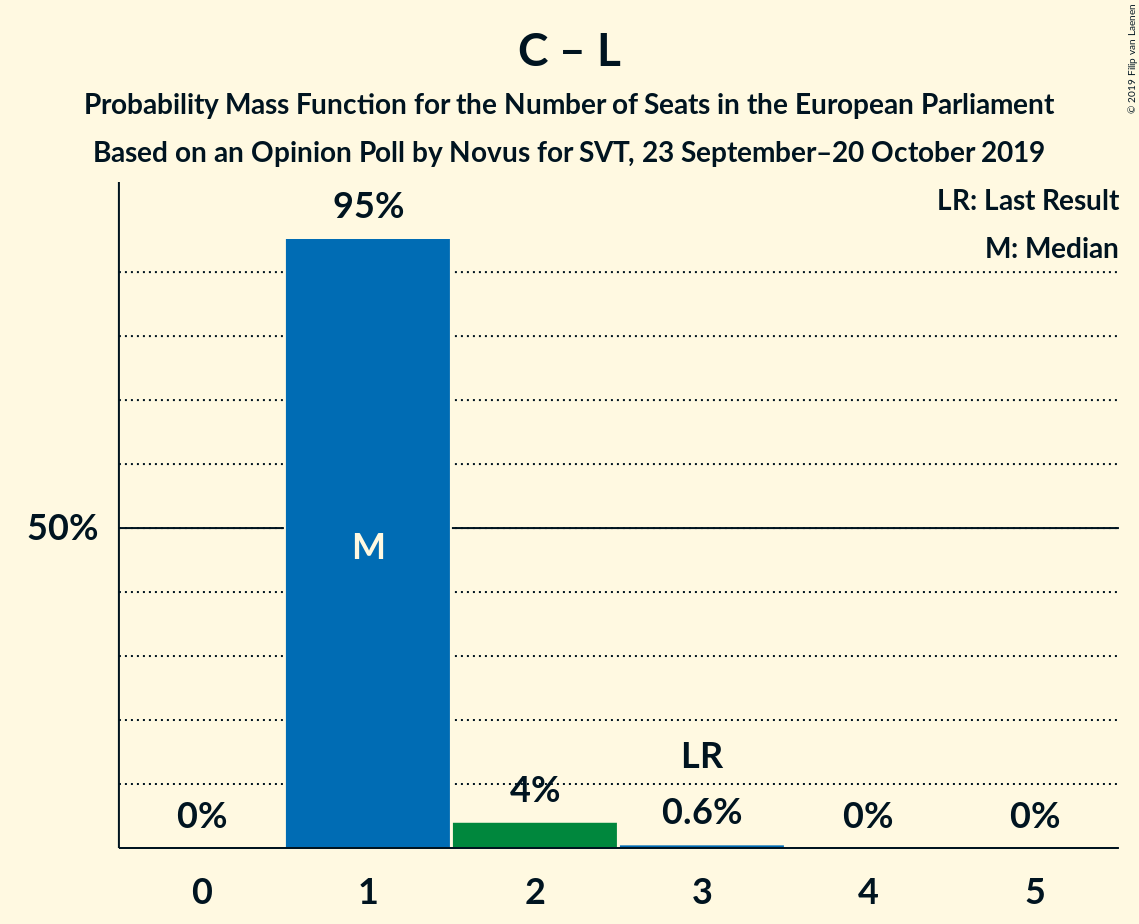 C – L
Probability Mass Function for the Number of Seats in the European Parliament
Based on an Opinion Poll by Novus for SVT, 23 September–20 October 2019
© 2019 Filip van Laenen
LR: Last Result
M: Median
95%
50%
M
LR
0%
4%
0.6%
0%
0%
0
1
2
3
4
5